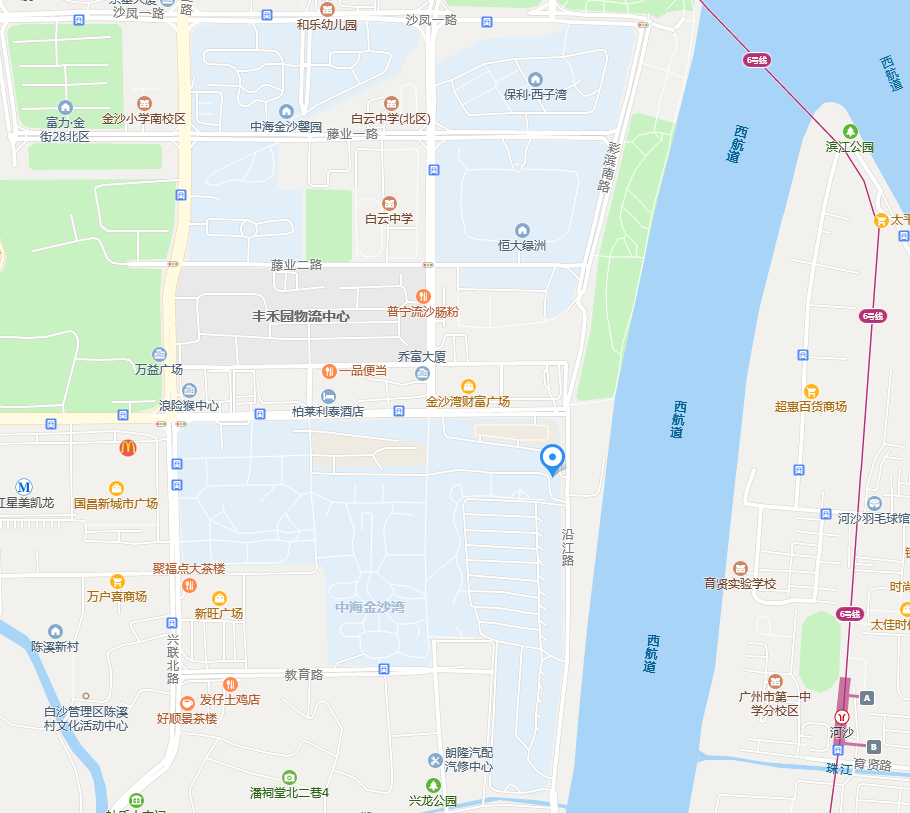 沙凤一路
路
和乐幼儿园
沙凤一路
6号线
西航道
保利·西子湾
富力·金
街28北区
金沙小学南校区
中海金沙馨园
白云中学(北区)
藤业一路
彩滨南路
西航道
滨江公园
白云中学
恒大绿洲
太平
藤业二路
丰禾园物流中心
普宁流沙肠粉
6号线
乔富大厦
万益广场
一品便当
浪险猴中心
柏莱利泰酒店
金沙湾财富广场
西航道
超惠百货商场
红星美凯龙
国昌新城市广场
河沙羽毛球馆
沿江路
聚福点大茶楼
万户喜商场
新旺广场
中海金沙湾
育贤实验学校
时尚
6号线
太佳时代
陈溪新村
兴联北路
西航道
教育路
发仔土鸡店
好顺景茶楼
白沙管理区陈溪
村文化活动中心
广州市第一中
学分校区
A
河沙
B
朗隆汽配
汽修中心
珠江
育贤路
潘祠堂北二巷4
兴龙公园